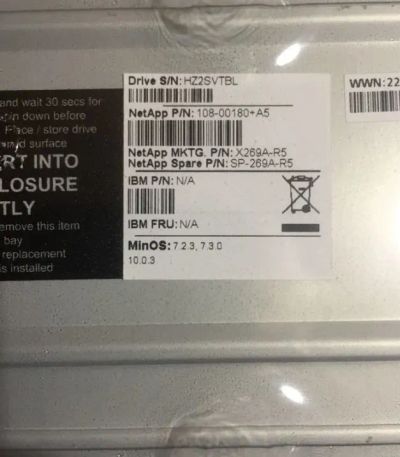 and wait 30 secs for
spin down before
Place / store drive
surface
ERT INTO
LOSURE
TLY
emove this item
bay
replacement
is installed
Drive S/N: HZ2SVTBL
NetApp P/N: 108-00180+A5
NetApp MKTG. P/N: X269A-R5
NetApp Spare P/N: SP-269A-R5
IBM P/N: N/A
IBM FRU: N/A
MinOS: 7.2.3, 7.3.0
10.0.3
WWN: 22